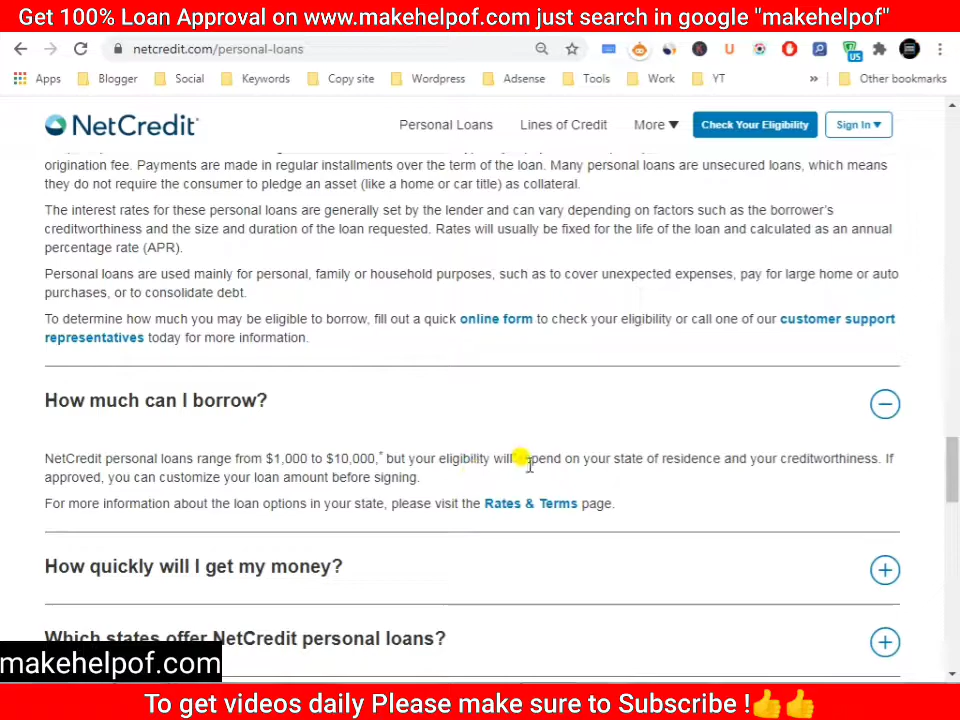 Get 100% Loan Approval on www.makehelpof.com just search in google "makehelpof"
netcredit.com/personal-loans
US
Apps Blogger Social Keywords Copy site Wordpress Adsense Tools Work YT » Other bookmarks
NetCredit Personal Loans Lines of Credit More ▼ Check Your Eligibility Sign In ▼
origination fee. Payments are made in regular installments over the term of the loan. Many personal loans are unsecured loans, which means
they do not require the consumer to pledge an asset (like a home or car title) as collateral.
The interest rates for these personal loans are generally set by the lender and can vary depending on factors such as the borrower's
creditworthiness and the size and duration of the loan requested. Rates will usually be fixed for the life of the loan and calculated as an annual
percentage rate (APR).
Personal loans are used mainly for personal, family or household purposes, such as to cover unexpected expenses, pay for large home or auto
purchases, or to consolidate debt.
To determine how much you may be eligible to borrow, fill out a quick online form to check your eligibility or call one of our customer support
representatives today for more information.
How much can I borrow?
NetCredit personal loans range from $1,000 to $10,000,* but your eligibility will depend on your state of residence and your creditworthiness. If
approved, you can customize your loan amount before signing.
For more information about the loan options in your state, please visit the Rates & Terms page.
How quickly will I get my money?
Which states offer NetCredit personal loans?
makehelpof.com
To get videos daily Please make sure to Subscribe !👍👍